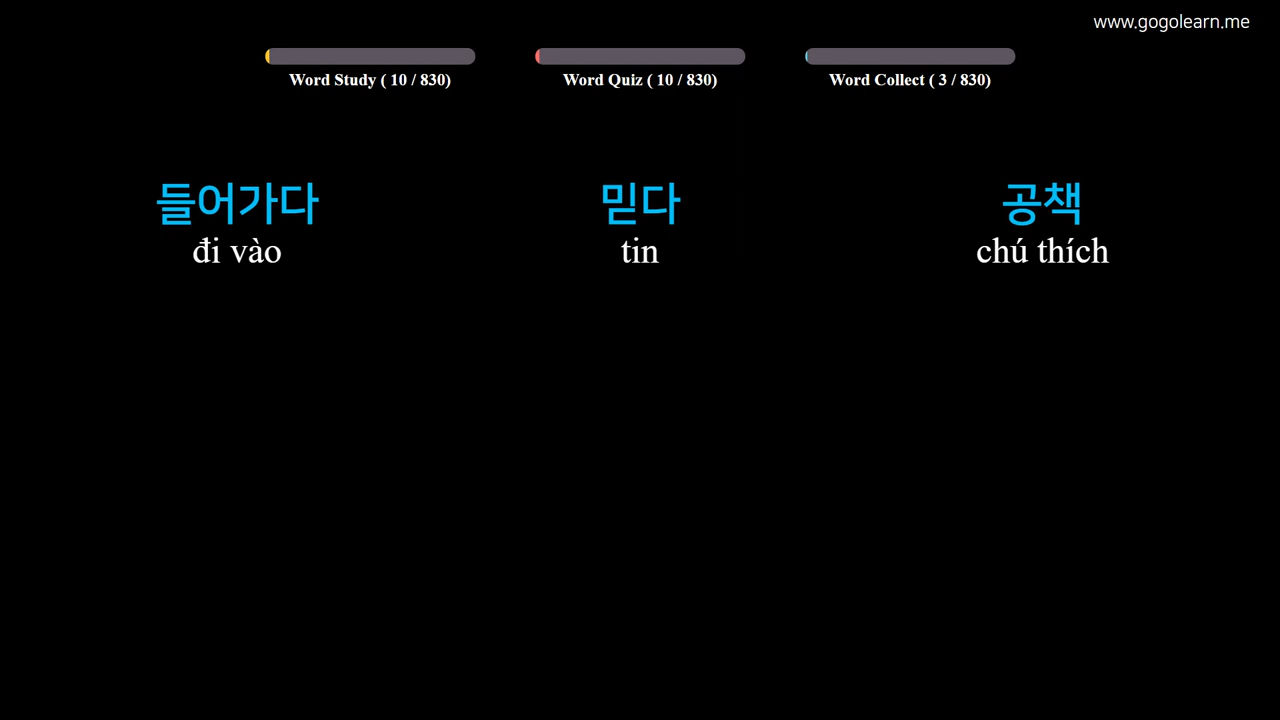 www.gogolearn.me
Word Study ( 10 / 830)
Word Quiz ( 10 / 830)
Word Collect ( 3 / 830)
들어가다
đi vào
믿다
tin
공책
chú thích